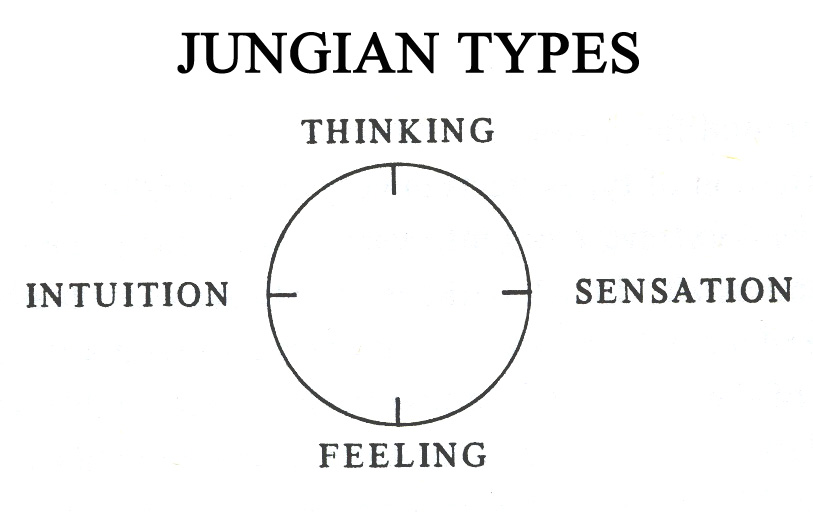 JUNGIAN TYPES
THINKING
INTUITION
SENSATION
FEELING